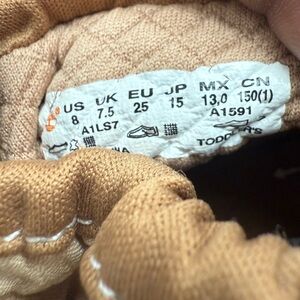 US UK EU JP MX CN
8 7.5 25 15 13,0 150(1)
A1LS7 A1591